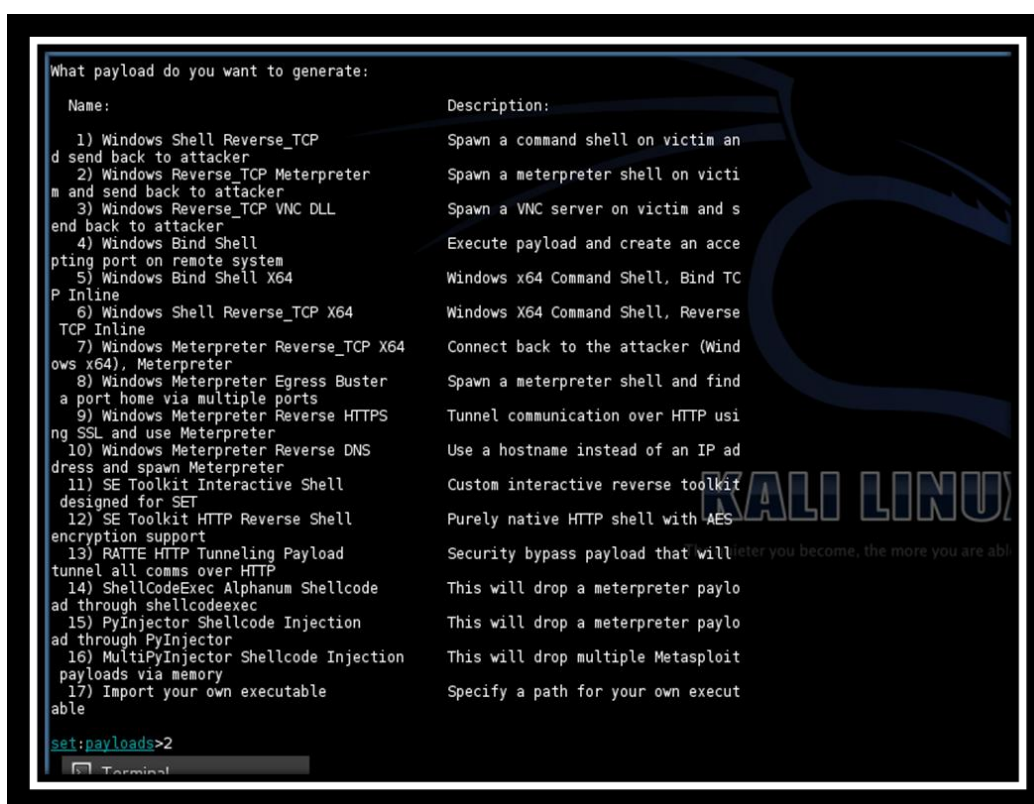 What payload do you want to generate:
Name: Description:
1) Windows Shell Reverse_TCP Spawn a command shell on victim an
d send back to attacker
2) Windows Reverse_TCP Meterpreter Spawn a meterpreter shell on victi
m and send back to attacker
3) Windows Reverse_TCP VNC DLL Spawn a VNC server on victim and s
end back to attacker
4) Windows Bind Shell Execute payload and create an acce
pting port on remote system
5) Windows Bind Shell X64 Windows x64 Command Shell, Bind TC
P Inline
6) Windows Shell Reverse_TCP X64 Windows X64 Command Shell, Reverse
TCP Inline
7) Windows Meterpreter Reverse_TCP X64 Connect back to the attacker (Wind
ows x64), Meterpreter
8) Windows Meterpreter Egress Buster Spawn a meterpreter shell and find
a port home via multiple ports
9) Windows Meterpreter Reverse HTTPS Tunnel communication over HTTP usi
ng SSL and use Meterpreter
10) Windows Meterpreter Reverse DNS Use a hostname instead of an IP ad
dress and spawn Meterpreter
11) SE Toolkit Interactive Shell Custom interactive reverse toolkit
designed for SET
12) SE Toolkit HTTP Reverse Shell Purely native HTTP shell with AES
encryption support
13) RATTE HTTP Tunneling Payload Security bypass payload that will
tunnel all comms over HTTP
14) ShellCodeExec Alphanum Shellcode This will drop a meterpreter paylo
ad through shellcodeexec
15) PyInjector Shellcode Injection This will drop a meterpreter paylo
ad through PyInjector
16) MultiPyInjector Shellcode Injection This will drop multiple Metasploit
payloads via memory
17) Import your own executable Specify a path for your own execut
able
set:payloads>2
KALI LINUX
you become, the more you are abl
Terminal